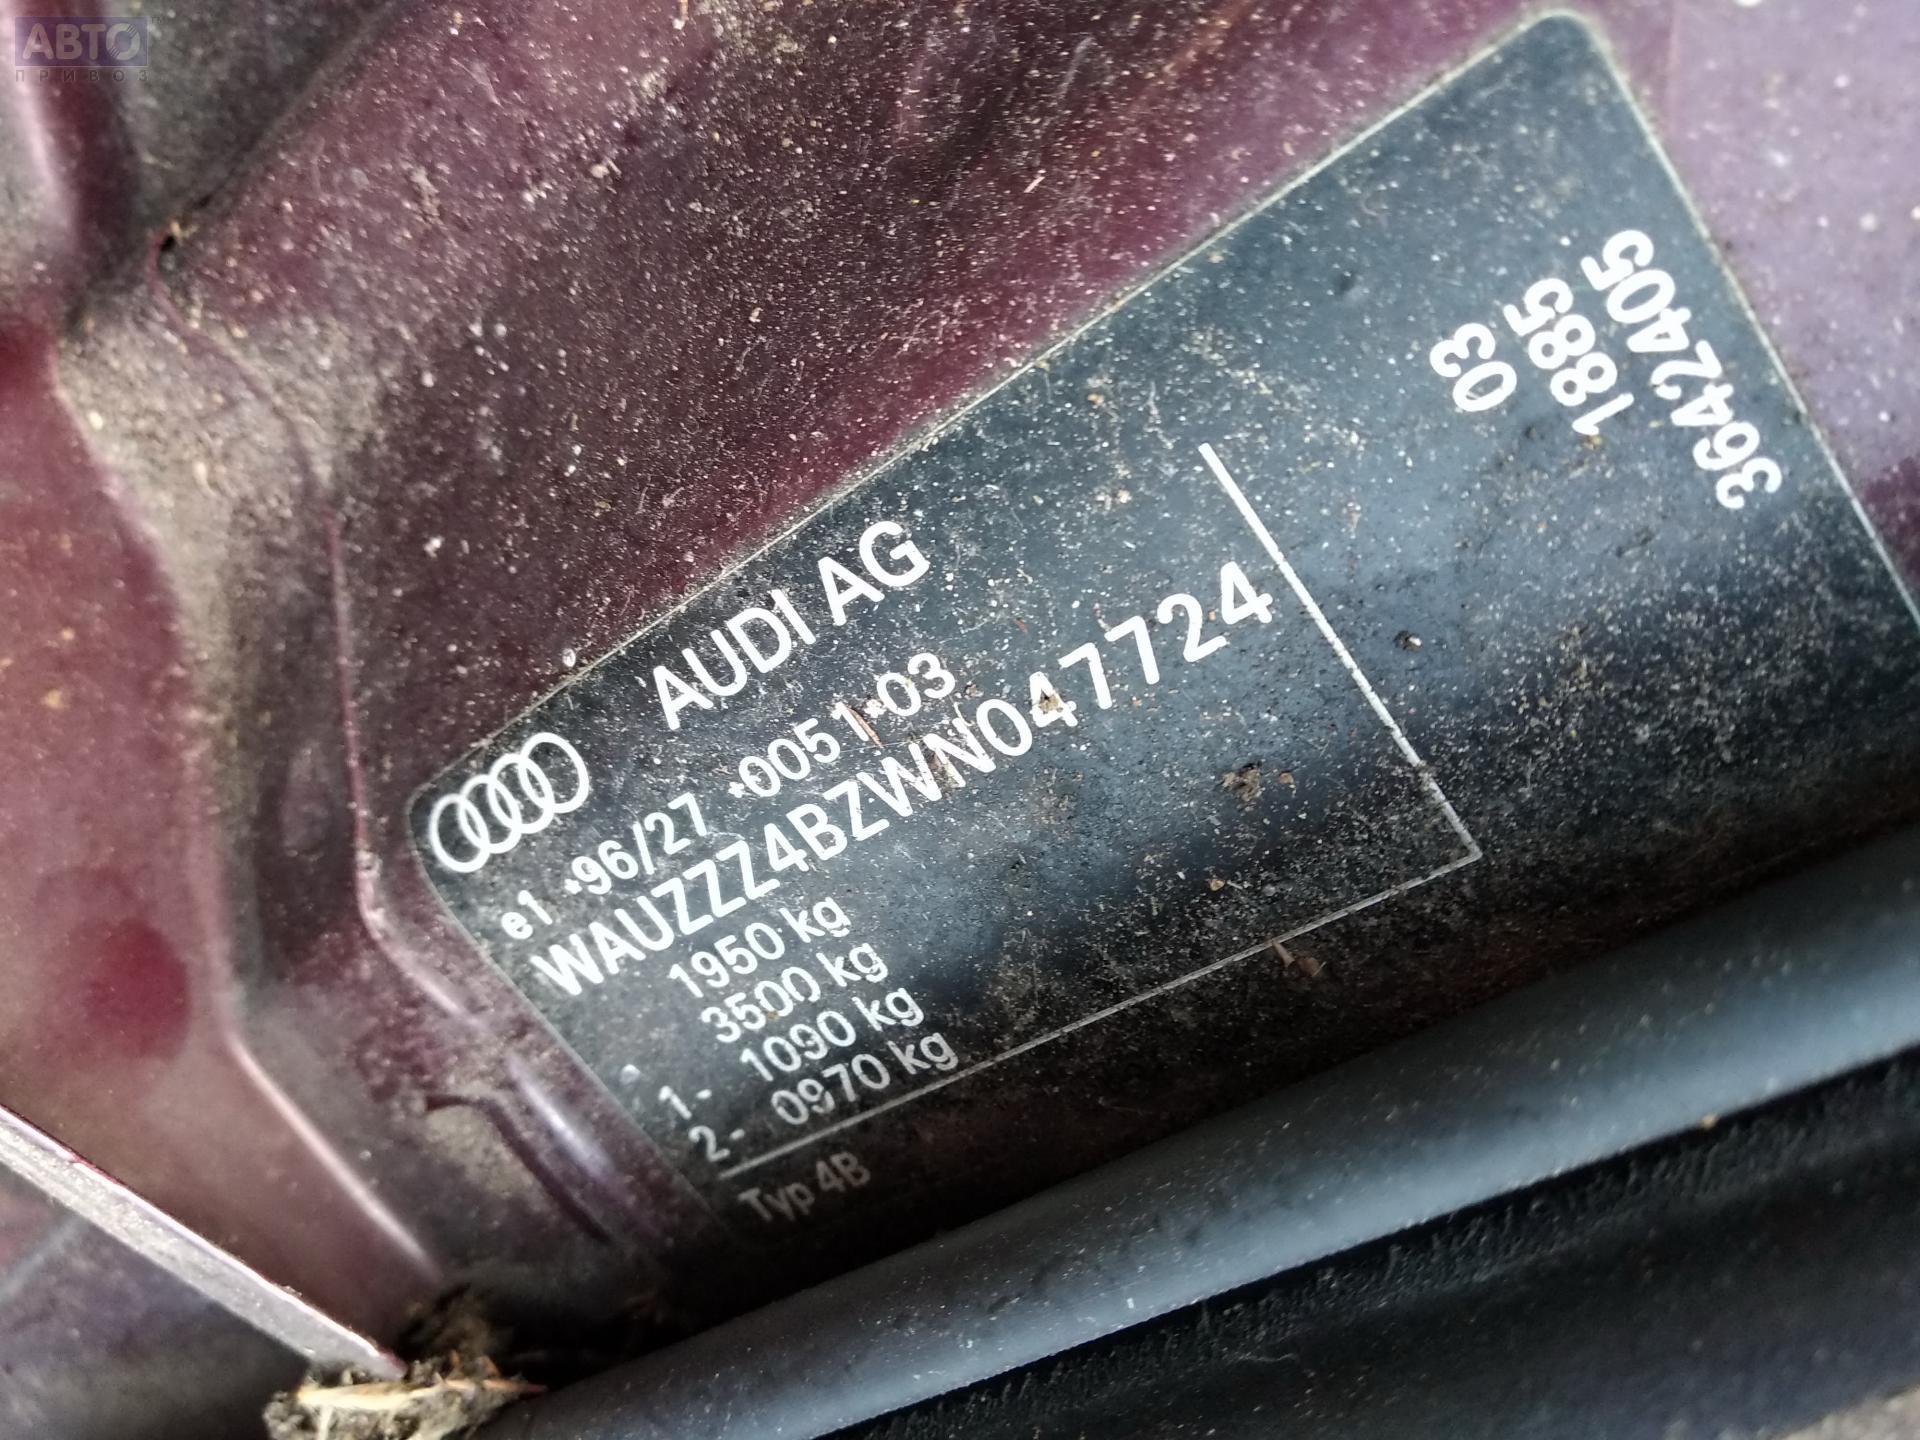 АВТО
ПРИВОЗ
AUDI AG
e1 *96/27 *0051*03
WAUZZZ4BZWN047724
1950 kg
3500 kg
1- 1090 kg
2- 0970 kg
Typ 4B
03
1885
3642405